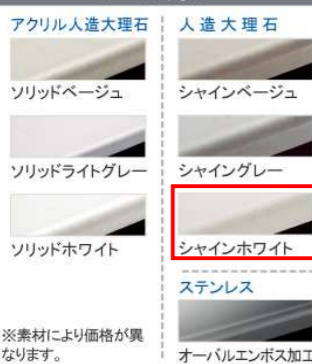 アクリル人造大理石
ソリッドベージュ
ソリッドライトグレー
ソリッドホワイト
※素材により価格が異
なります。
人造大理石
シャインベージュ
シャイングレー
シャインホワイト
ステンレス
オーバルエンボス加工